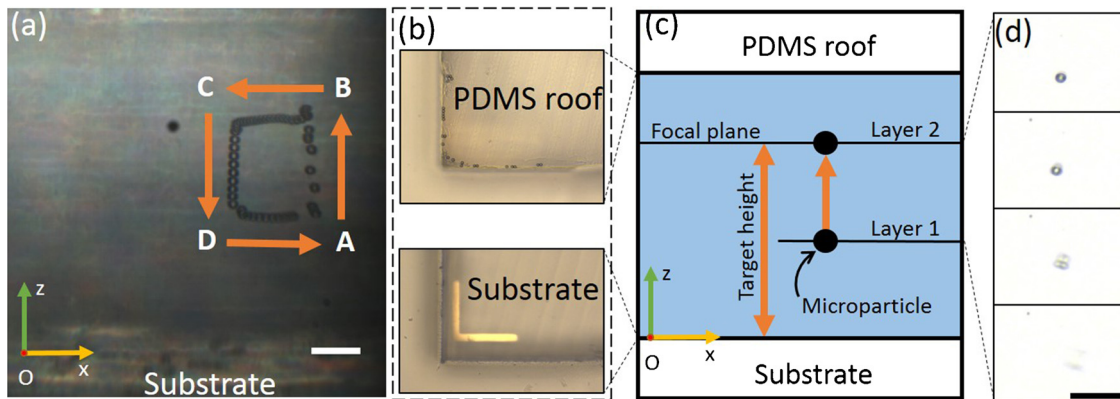 (a)
C
B
D
A
z
O
x
Substrate
(b)
PDMS roof
Substrate
(c)
PDMS roof
Focal plane
Layer 2
Target height
Layer 1
Microparticle
z
O
x
Substrate
(d)